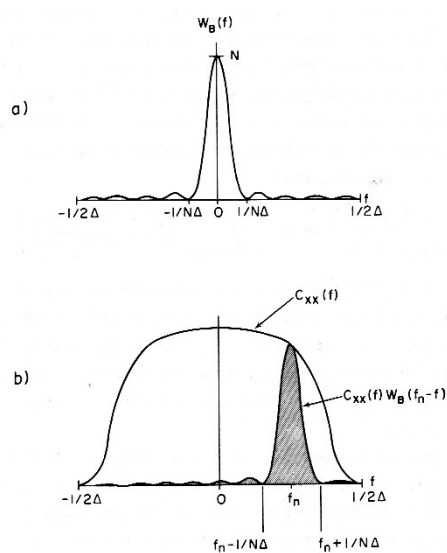 W_B(f)
N
a)
f
-1/2Δ -1/NΔ 0 1/NΔ 1/2Δ
C_XX(f)
b)
C_XX(f) W_B(f_n-f)
f
-1/2Δ 0 f_n 1/2Δ
f_n-1/NΔ f_n+1/NΔ